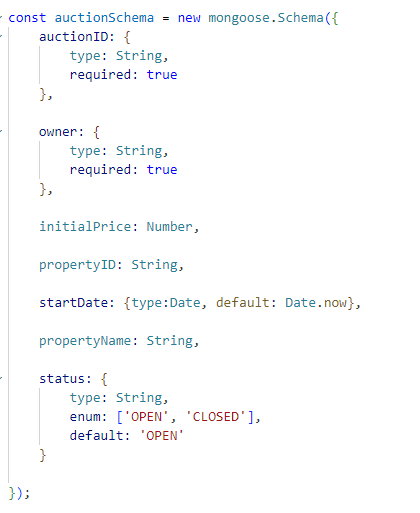 const auctionSchema = new mongoose.Schema({
    auctionID: {
        type: String,
        required: true
    },
    owner: {
        type: String,
        required: true
    },
    initialPrice: Number,
    propertyID: String,
    startDate: {type:Date, default: Date.now},
    propertyName: String,
    status: {
        type: String,
        enum: ['OPEN', 'CLOSED'],
        default: 'OPEN'
    }
});